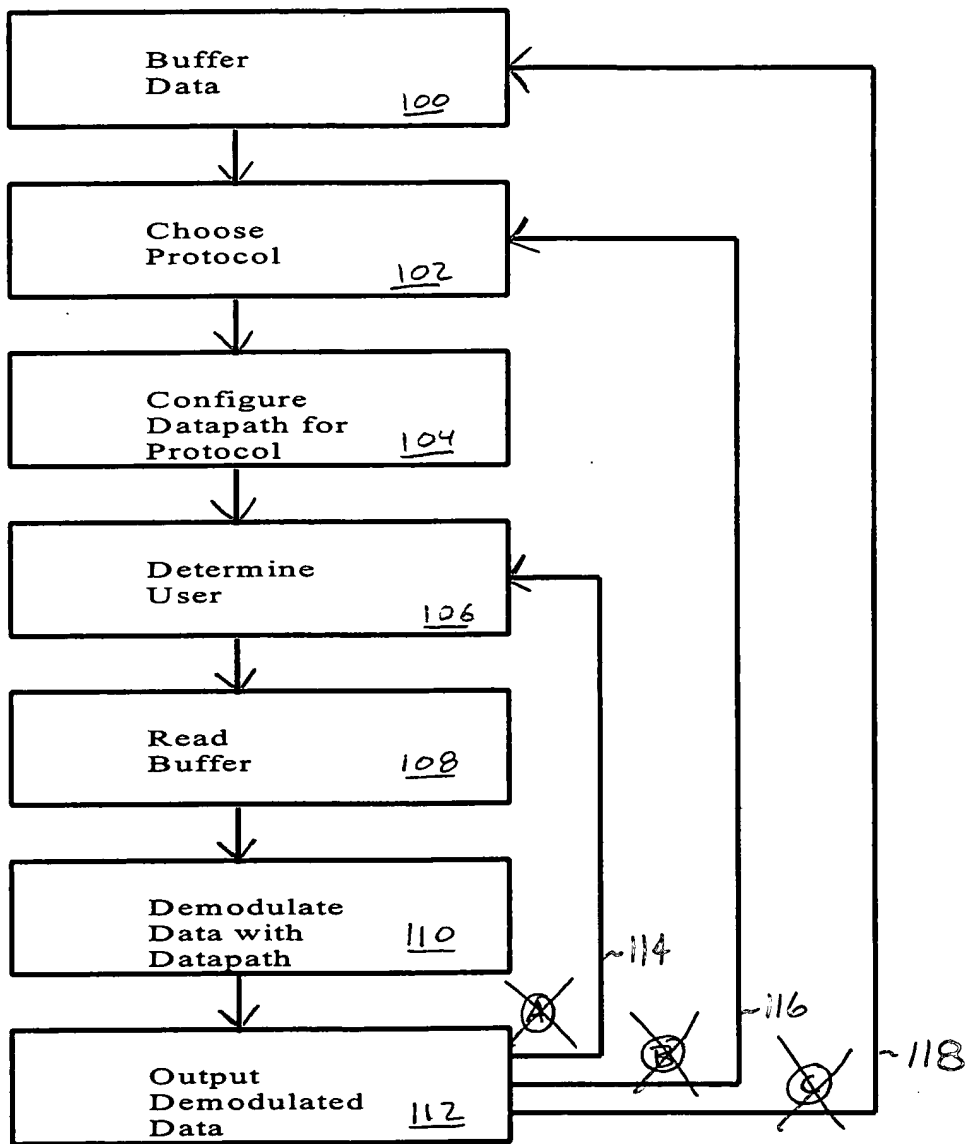 Buffer
Data
100
Choose
Protocol
102
Configure
Datapath for
Protocol
104
Determine
User
106
Read
Buffer
108
Demodulate
Data with
Datapath
110
~114
A
~116
B
~118
C
Output
Demodulated
Data
112